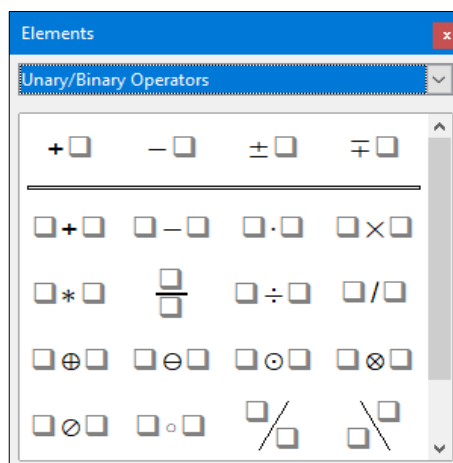 Elements
x
Unary/Binary Operators
+□ −□ ±□ ∓□
□+□ □−□ □·□ □×□
□∗□ □/□ □÷□ □/□
□⊕□ □⊖□ □⊙□ □⊗□
□⊘□ □∘□ □/□ □\□